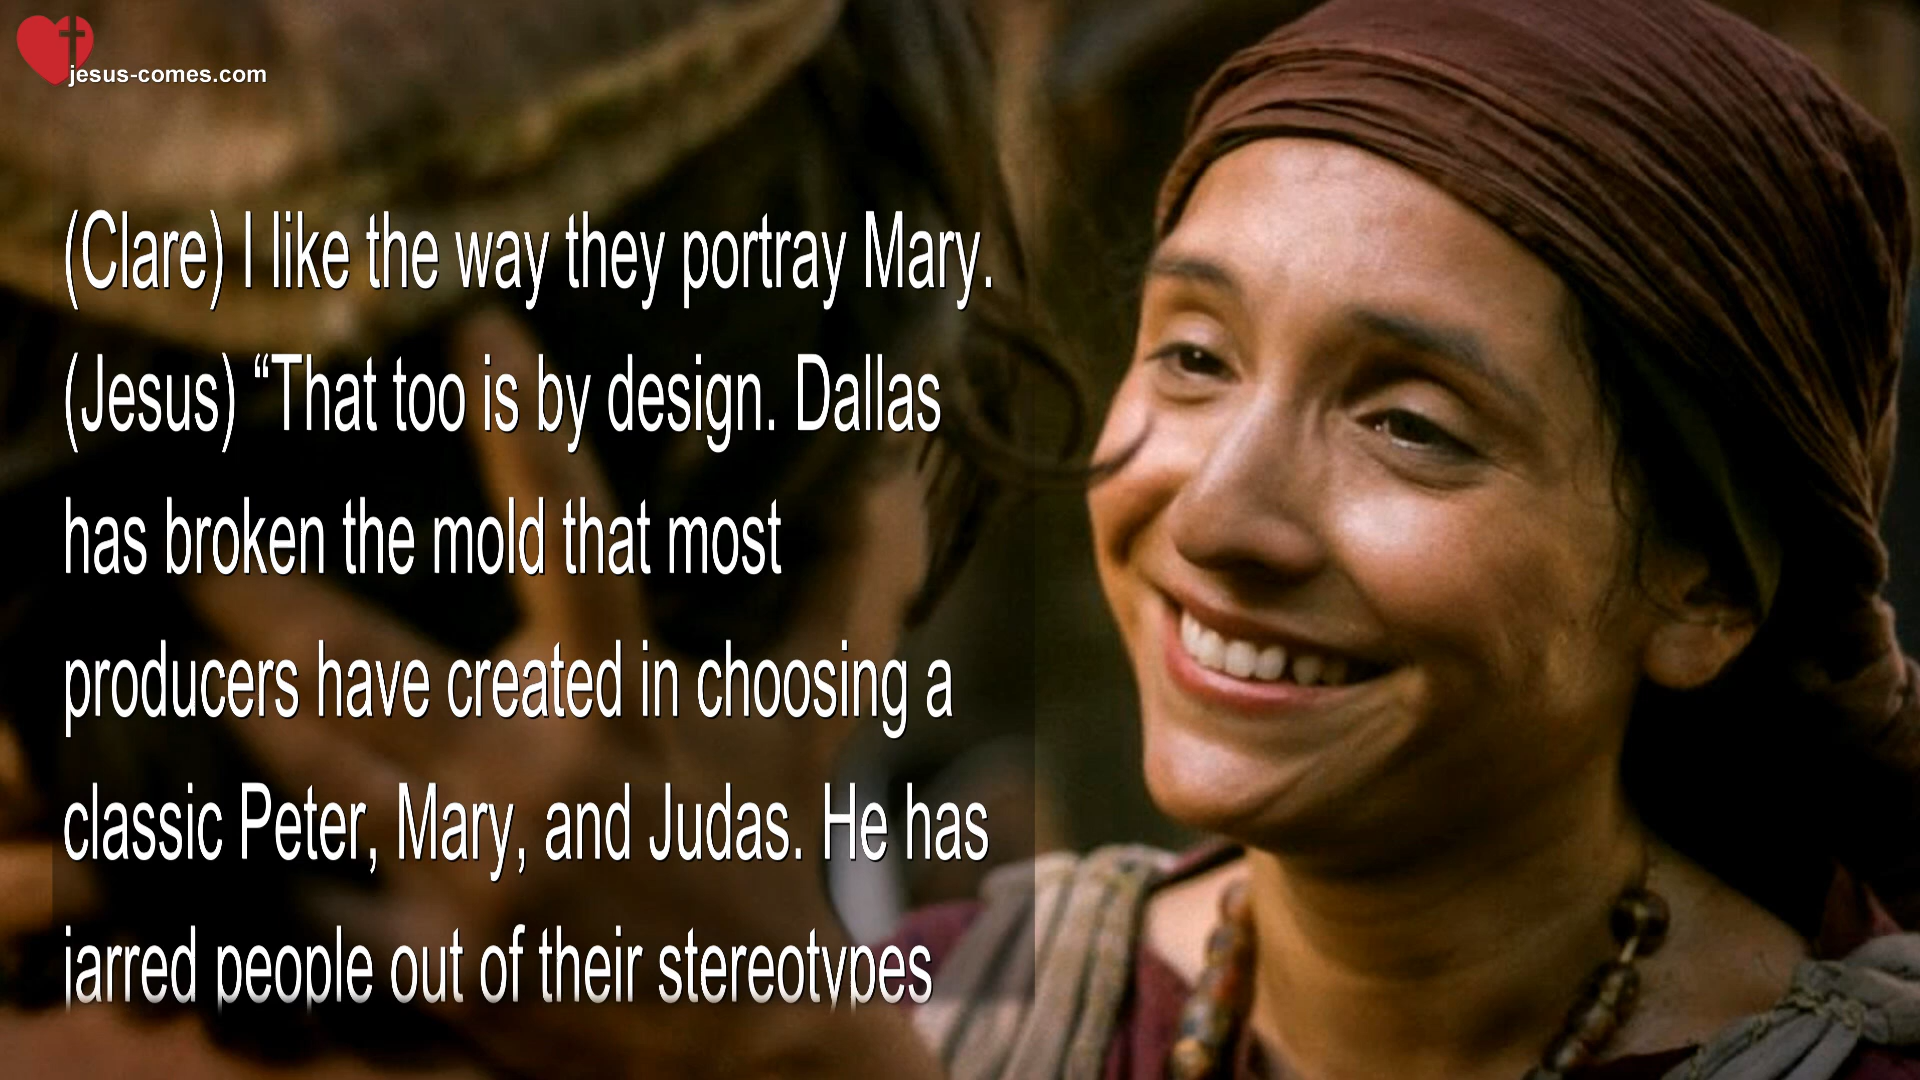 jesus-comes.com
(Clare) I like the way they portray Mary.
(Jesus) “That too is by design. Dallas
has broken the mold that most
producers have created in choosing a
classic Peter, Mary, and Judas. He has
jarred people out of their stereotypes